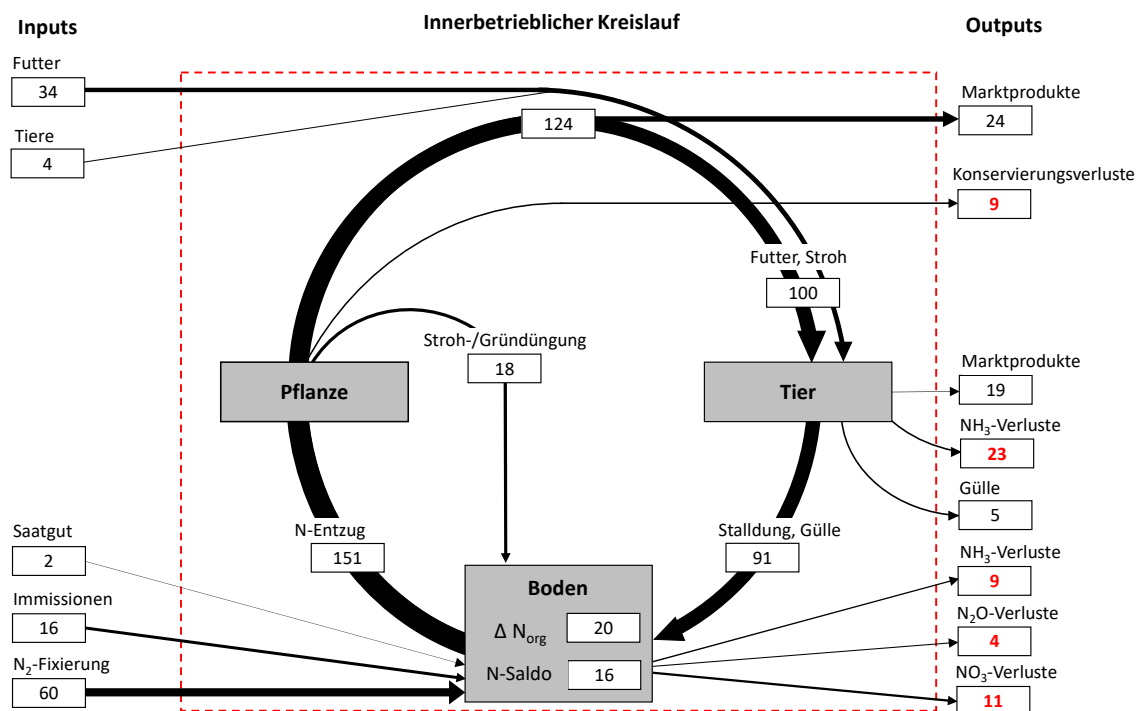 Innerbetrieblicher Kreislauf
Inputs
Outputs
Futter
34
Tiere
4
124
Marktprodukte
24
Konservierungsverluste
9
Futter, Stroh
100
Stroh-/Gründüngung
18
Pflanze
Tier
Marktprodukte
19
NH₃-Verluste
23
Gülle
5
N-Entzug
151
Stalldung, Gülle
91
Saatgut
2
Immissionen
16
N₂-Fixierung
60
Boden
Δ N_org 20
N-Saldo 16
NH₃-Verluste
9
N₂O-Verluste
4
NO₃-Verluste
11